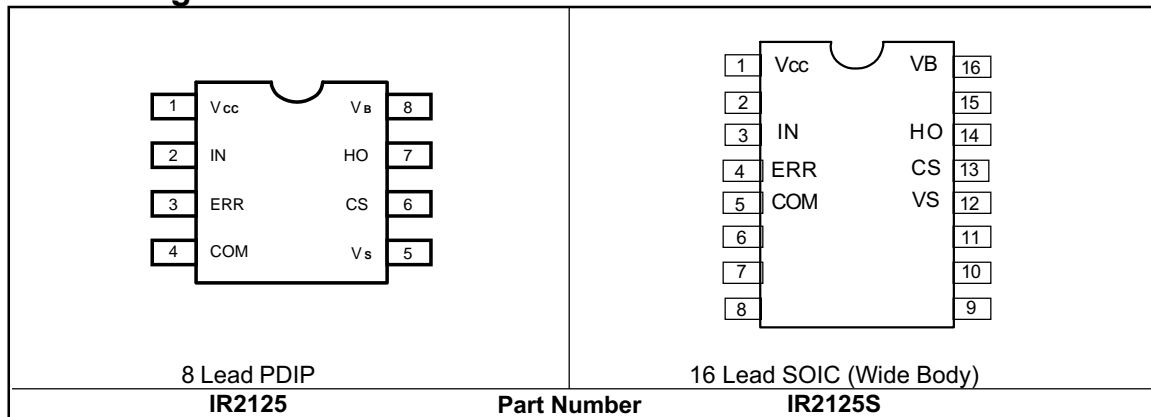 1 Vcc VB 8
2 IN HO 7
3 ERR CS 6
4 COM Vs 5
8 Lead PDIP
1 Vcc VB 16
2 15
3 IN HO 14
4 ERR CS 13
5 COM VS 12
6 11
7 10
8 9
16 Lead SOIC (Wide Body)
IR2125 Part Number IR2125S